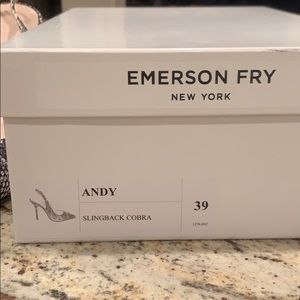 EMERSON FRY
NEW YORK
ANDY
39
SLINGBACK COBRA